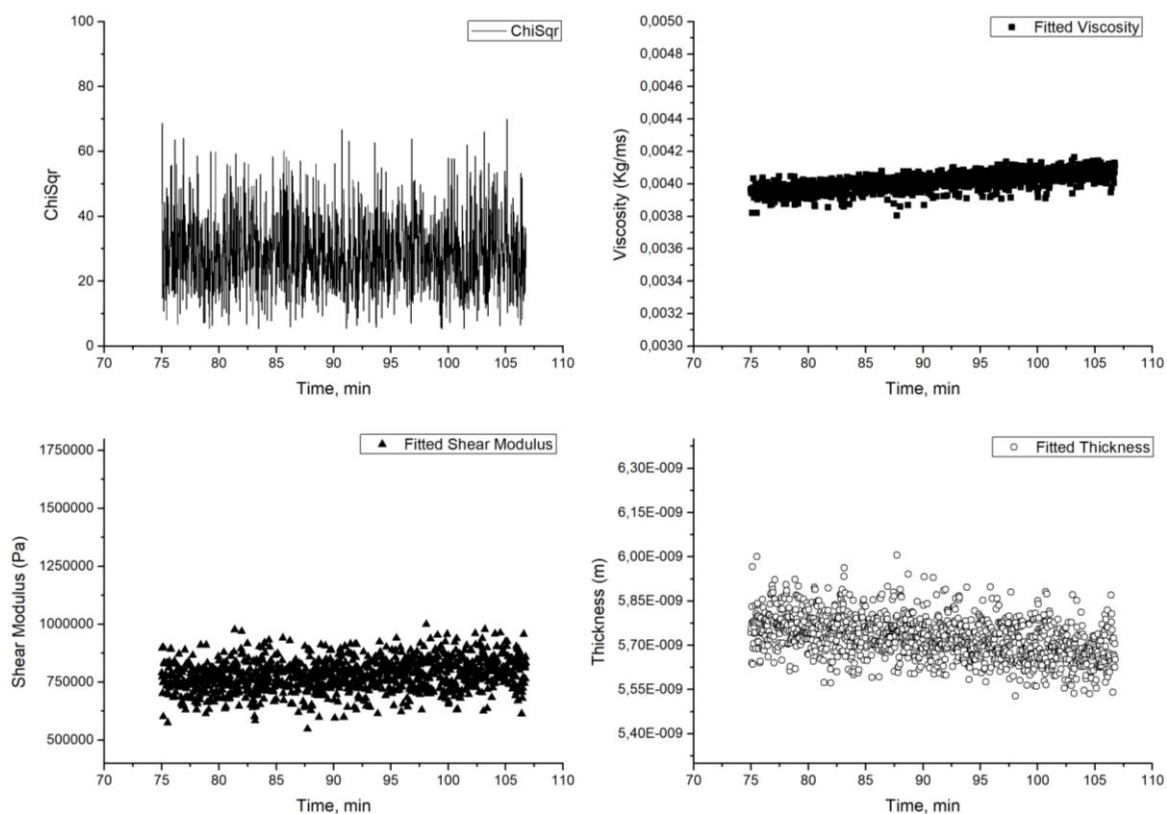 ChiSqr
100
80
60
40
20
0
ChiSqr
70 75 80 85 90 95 100 105 110
Time, min
Fitted Viscosity
0,0050
0,0048
0,0046
0,0044
0,0042
0,0040
0,0038
0,0036
0,0034
0,0032
0,0030
Viscosity (Kg/ms)
70 75 80 85 90 95 100 105 110
Time, min
Fitted Shear Modulus
1750000
1500000
1250000
1000000
750000
500000
Shear Modulus (Pa)
70 75 80 85 90 95 100 105 110
Time, min
Fitted Thickness
6,30E-009
6,15E-009
6,00E-009
5,85E-009
5,70E-009
5,55E-009
5,40E-009
Thickness (m)
70 75 80 85 90 95 100 105 110
Time, min